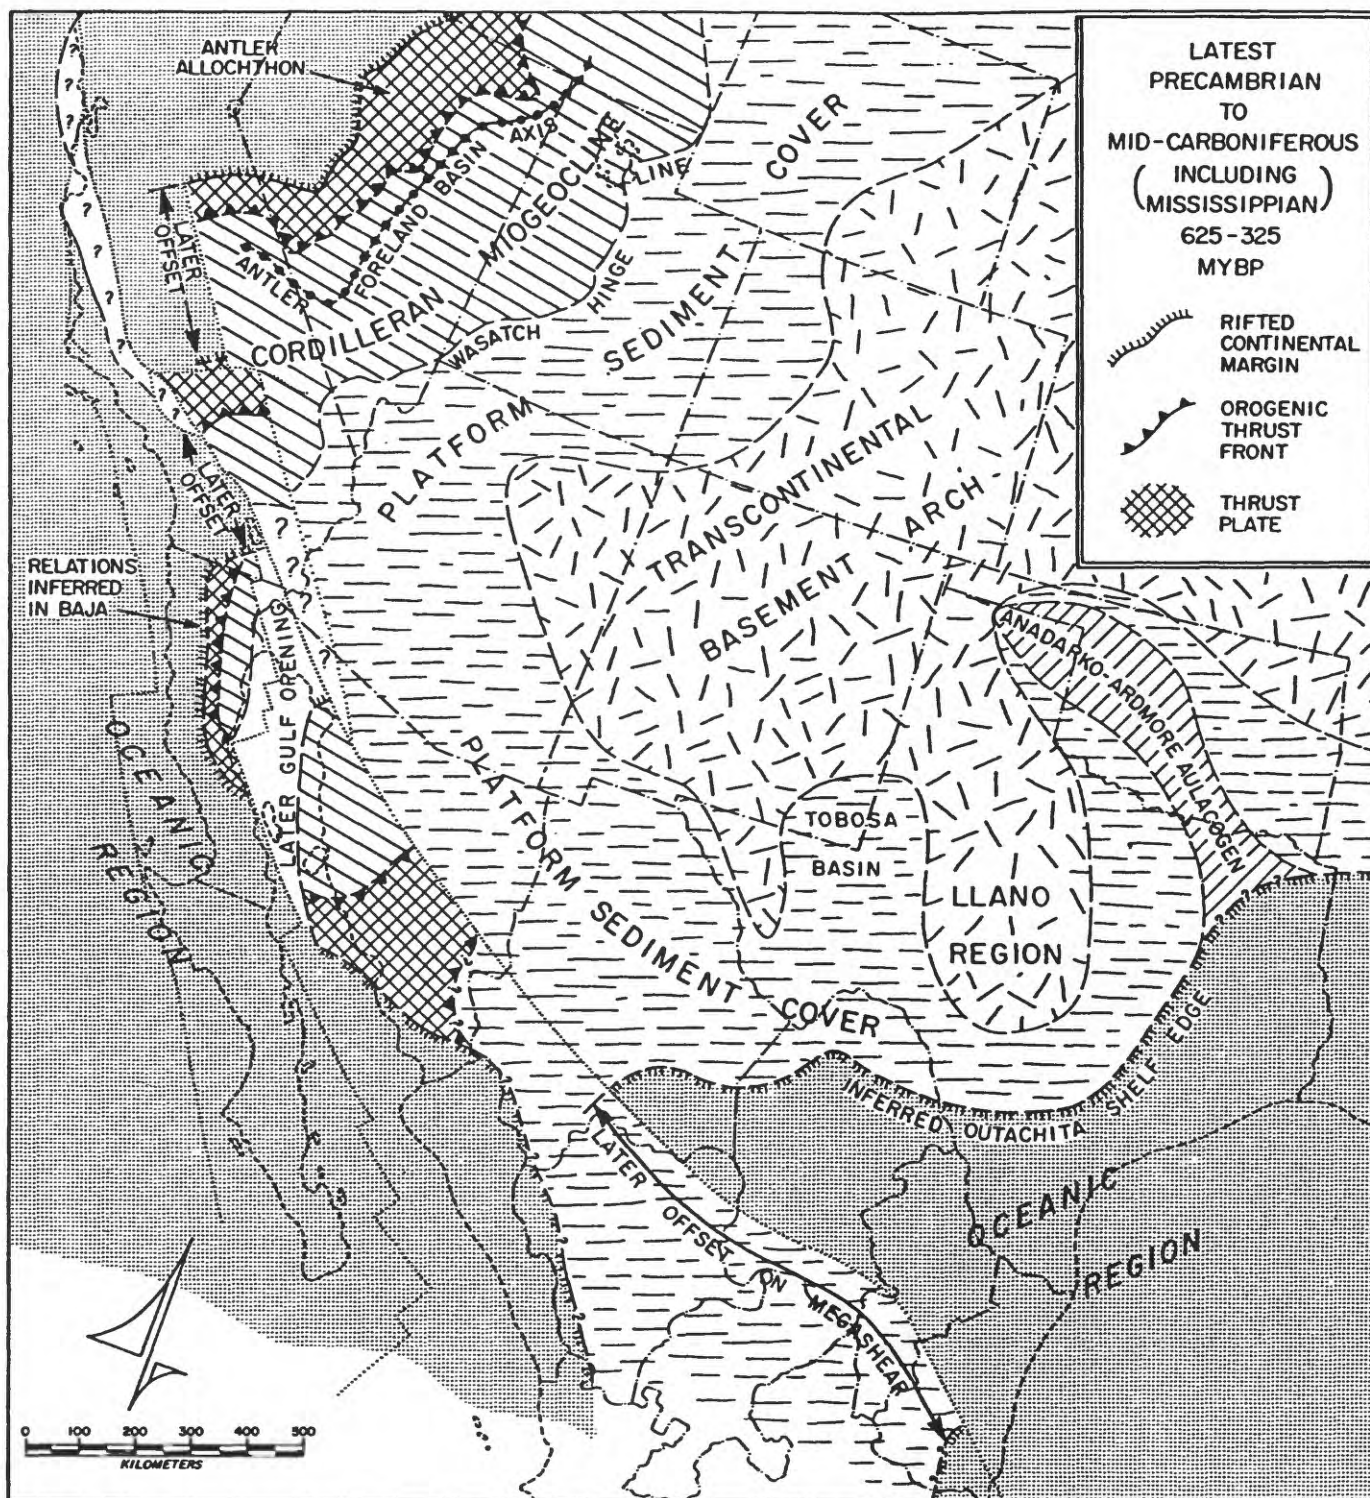 LATEST
PRECAMBRIAN
TO
MID-CARBONIFEROUS
(INCLUDING
MISSISSIPPIAN)
625-325
MYBP
RIFTED
CONTINENTAL
MARGIN
OROGENIC
THRUST
FRONT
THRUST
PLATE
ANTLER
ALLOCHTHON
ANTLER FORELAND BASIN AXIS
CORDILLERAN MIOGEOCLINE
WASATCH HINGE LINE
LATER
OFFSET
LATER
OFFSET
PLATFORM SEDIMENT COVER
TRANSCONTINENTAL
BASEMENT ARCH
RELATIONS
INFERRED
IN BAJA
LATER GULF OPENING
OCEANIC
REGION
ANADARKO-ARDMORE AULACOGEN
TOBOSA
BASIN
LLANO
REGION
PLATFORM SEDIMENT COVER
INFERRED OUTACHITA SHELF EDGE
LATER OFFSET ON MEGASHEAR
OCEANIC
REGION
0 100 200 300 400 500
KILOMETERS